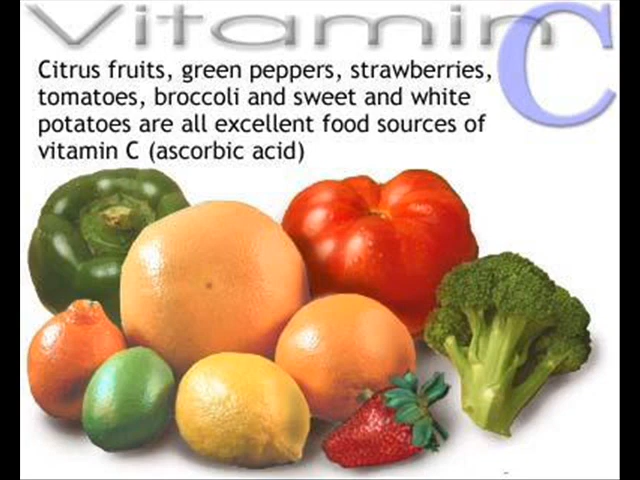 Vitamin C
Citrus fruits, green peppers, strawberries,
tomatoes, broccoli and sweet and white
potatoes are all excellent food sources of
vitamin C (ascorbic acid)